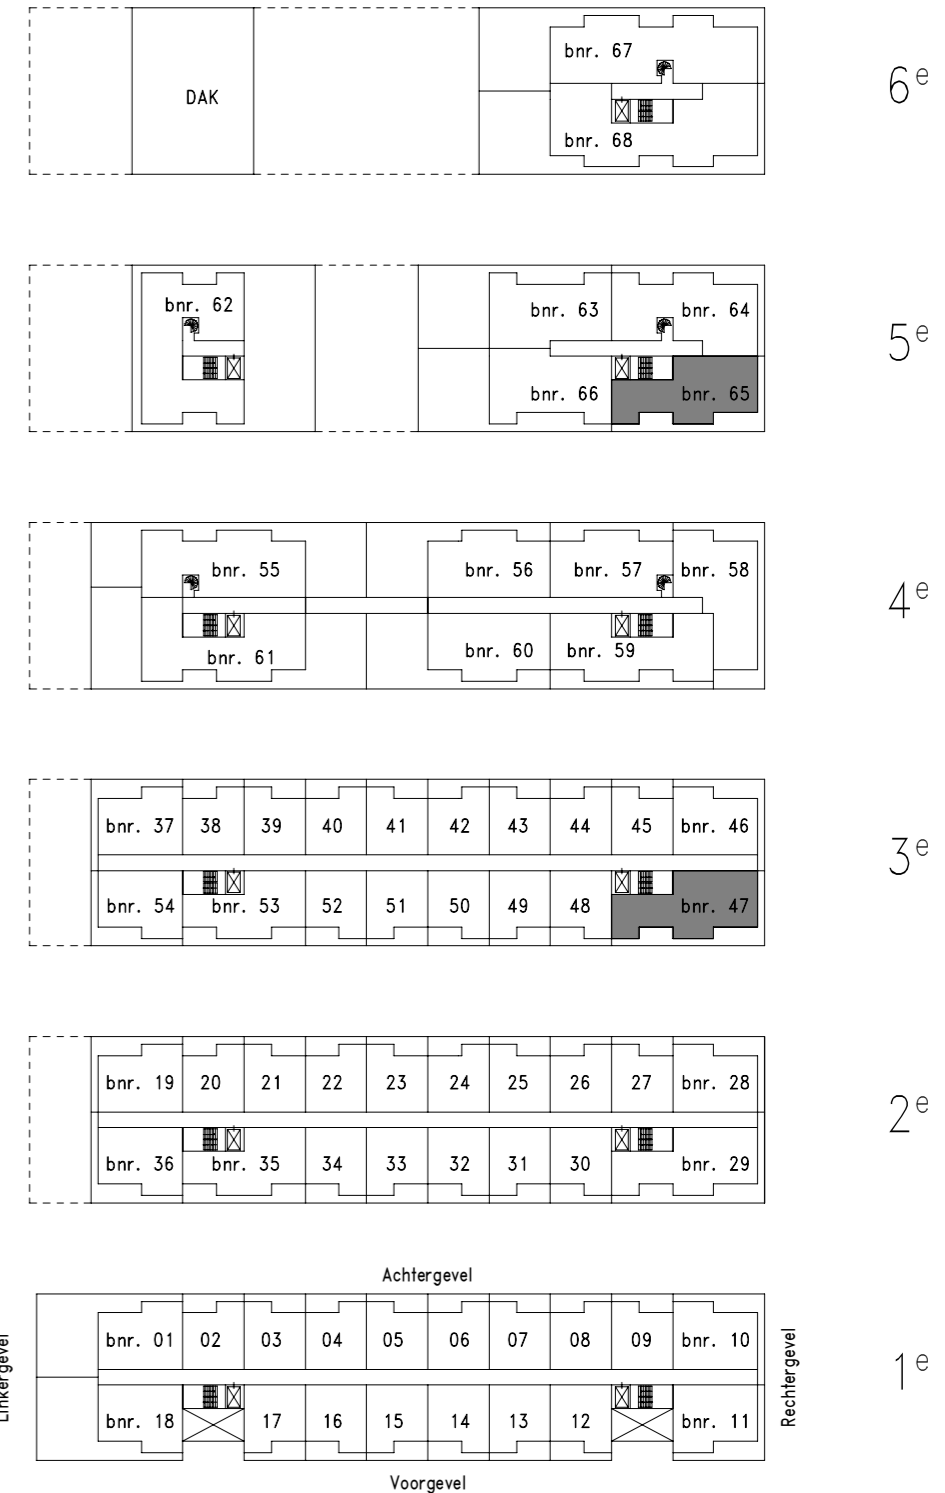 bnr. 67
DAK
6e
bnr. 68
bnr. 62
bnr. 63
bnr. 64
5e
bnr. 66
bnr. 65
bnr. 55
bnr. 56
bnr. 57
bnr. 58
4e
bnr. 61
bnr. 60
bnr. 59
bnr. 37 38 39 40 41 42 43 44 45 bnr. 46
3e
bnr. 54 bnr. 53 52 51 50 49 48 bnr. 47
bnr. 19 20 21 22 23 24 25 26 27 bnr. 28
2e
bnr. 36 bnr. 35 34 33 32 31 30 bnr. 29
Achtergevel
bnr. 01 02 03 04 05 06 07 08 09 bnr. 10
Linkergevel
Rechtergevel
1e
bnr. 18 17 16 15 14 13 12 bnr. 11
Voorgevel